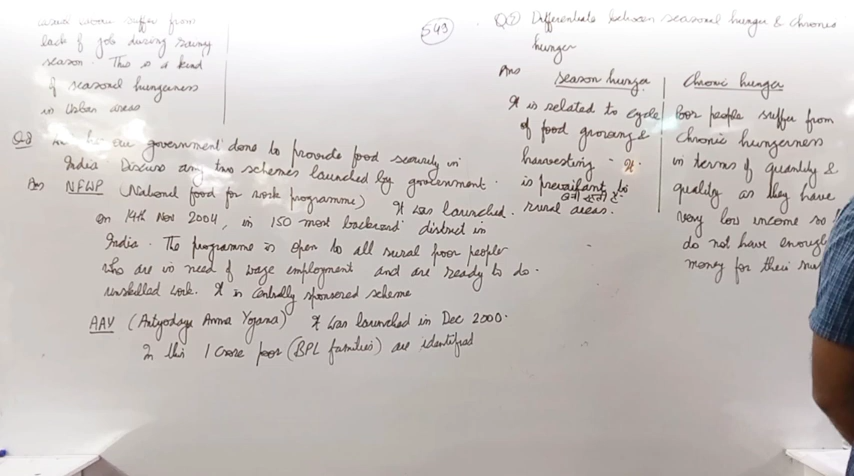 suffer from
lack of job during rainy
season. This is a kind
of seasonal hungerness
in Urban areas
549
Differentiate between seasonal hunger & chronic
hunger
Ans
Season hunger
It is related to cycle
of food growing &
harvesting. It
is prevailant to
rural areas.
Chronic hunger
Poor people suffer from
chronic hungerness
in terms of quantity &
quality as they have
very low income so
do not have enough
money for their
our government done to provide food security in
India Discuss any two schemes launched by government.
Ans NFWP (National food for work programme) It was launched
on 14th Nov 2004, in 150 most backward district in
India. The programme is open to all rural poor people
who are in need of wage employment and are ready to do
unskilled work. It is centrally sponsored scheme
AAY (Antyodaya Anna Yojana) It was launched in Dec 2000.
In this 1 crore poor (BPL families) are identified